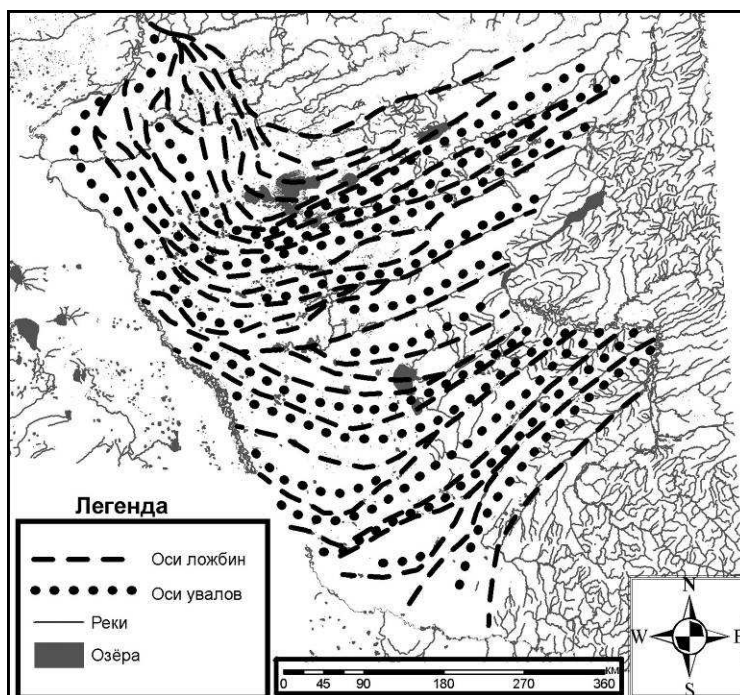 Легенда
Оси ложбин
Оси увалов
Реки
Озёра
N
W E
S
км
0 45 90 180 270 360